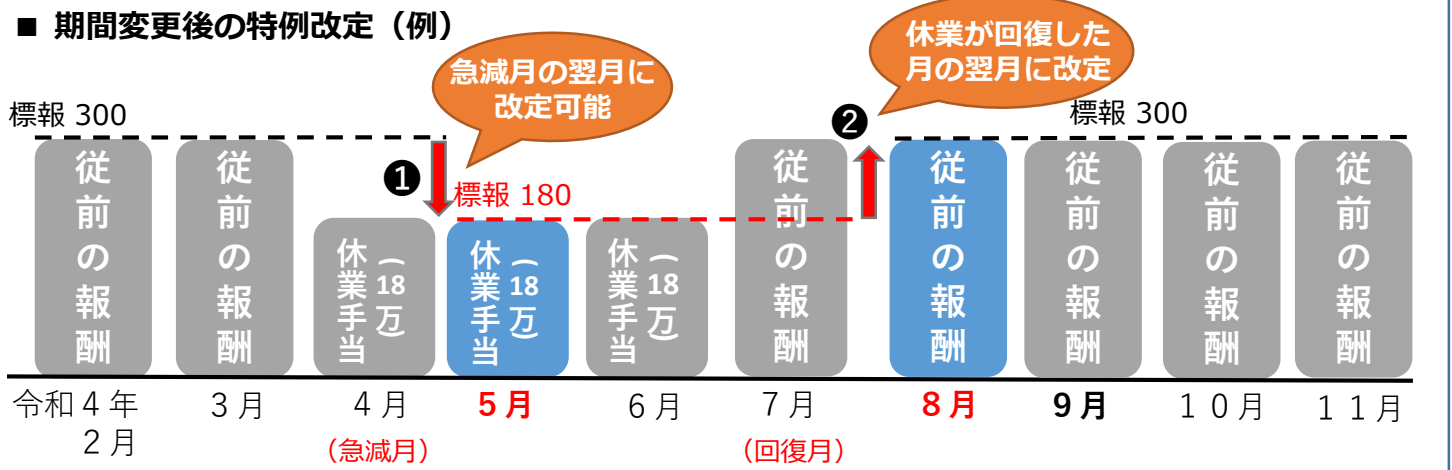 ■ 期間変更後の特例改定（例）
急減月の翌月に
改定可能
休業が回復した
月の翌月に改定
標報 300
❶
標報 180
❷
標報 300
従前の報酬
従前の報酬
休業手当
（18万）
休業手当
（18万）
休業手当
（18万）
従前の報酬
従前の報酬
従前の報酬
従前の報酬
従前の報酬
令和４年
２月
３月
４月
（急減月）
５月
６月
７月
（回復月）
８月
９月
１０月
１１月